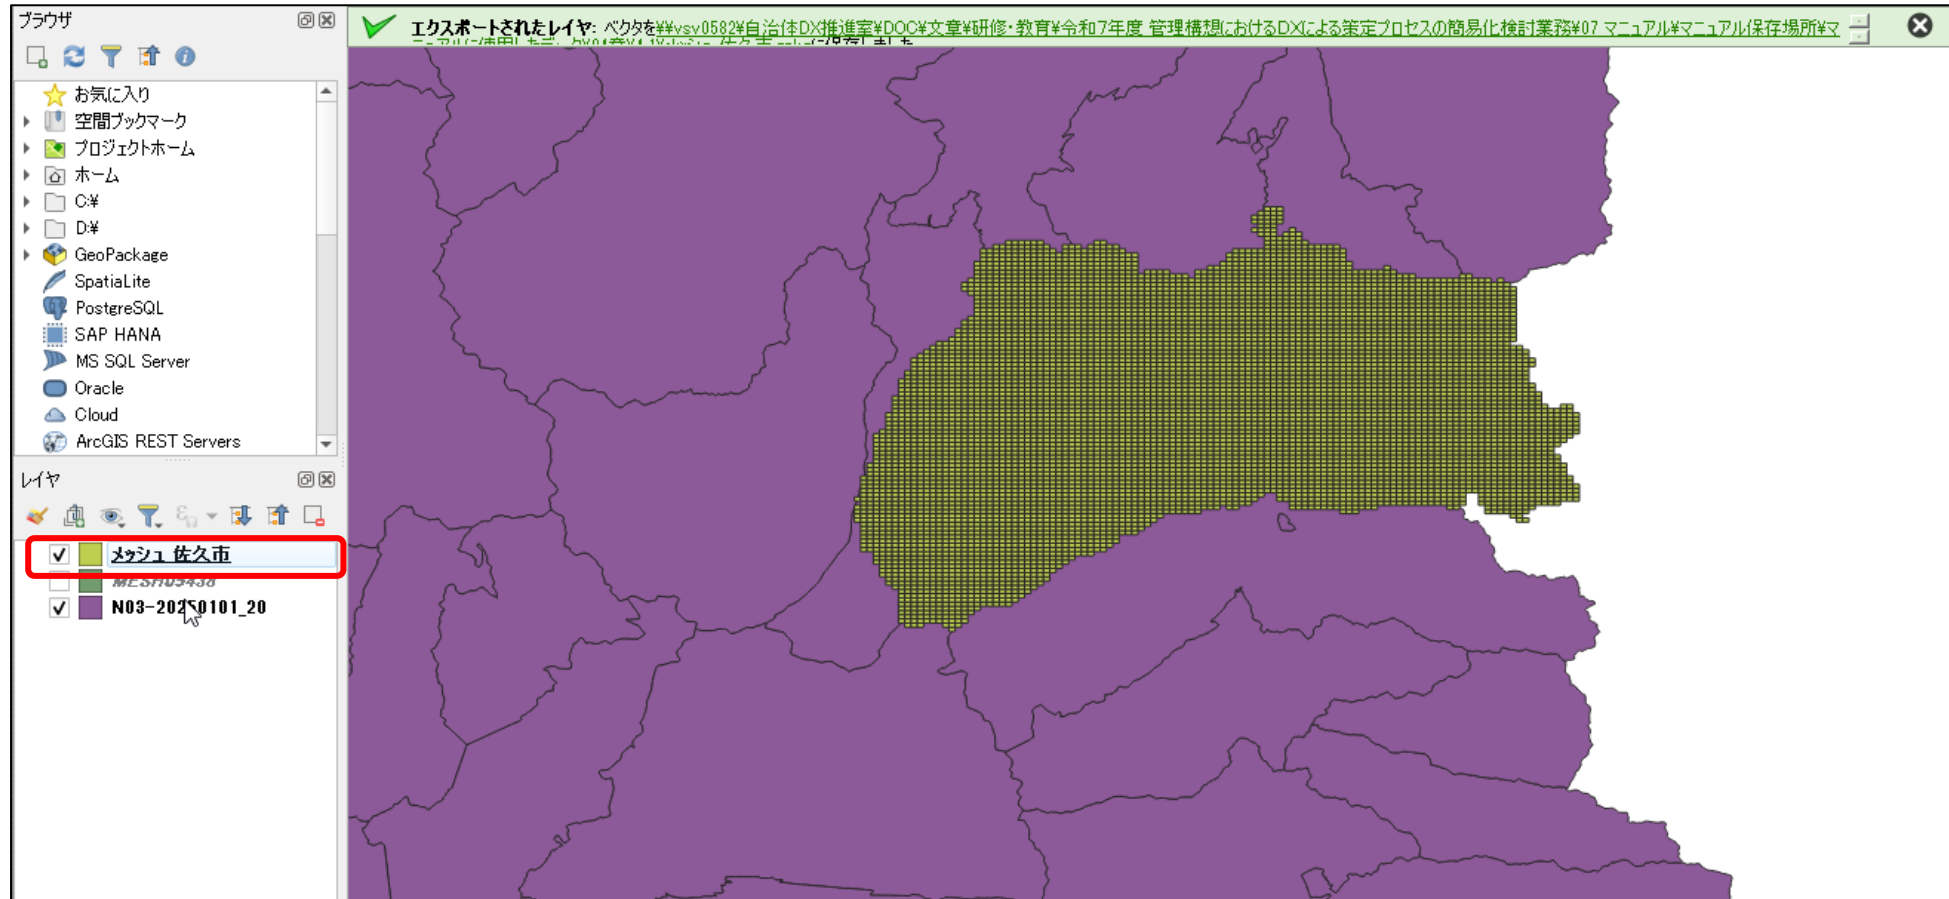 ブラウザ
エクスポートされたレイヤ: ベクタを¥¥vsv0582¥自治体DX推進室¥DOC¥文章¥研修・教育¥令和7年度 管理構想におけるDXによる策定プロセスの簡易化検討業務¥07 マニュアル¥マニュアル保存場所¥マ
お気に入り
空間ブックマーク
プロジェクトホーム
ホーム
C:¥
D:¥
GeoPackage
SpatiaLite
PostgreSQL
SAP HANA
MS SQL Server
Oracle
Cloud
ArcGIS REST Servers
レイヤ
メッシュ 佐久市
MESH05438
N03-20250101_20